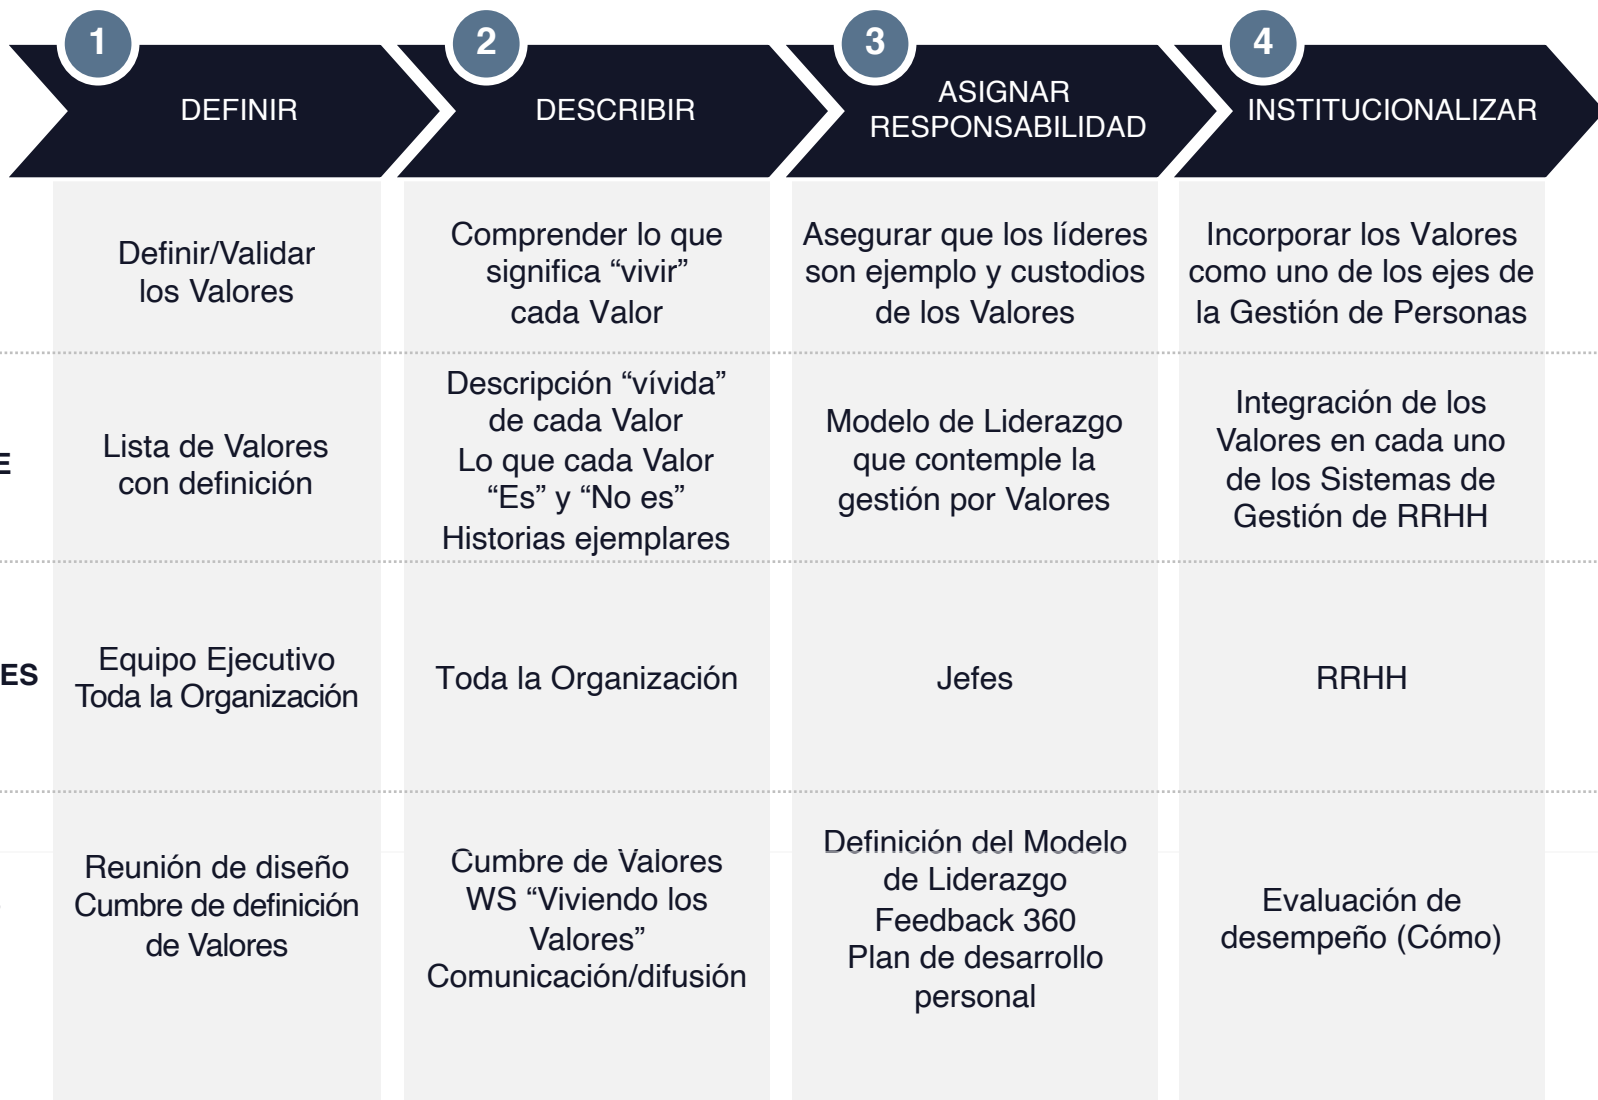 1
DEFINIR
2
DESCRIBIR
3
ASIGNAR
RESPONSABILIDAD
4
INSTITUCIONALIZAR
Definir/Validar
los Valores
Comprender lo que
significa “vivir”
cada Valor
Asegurar que los líderes
son ejemplo y custodios
de los Valores
Incorporar los Valores
como uno de los ejes de
la Gestión de Personas
E
Lista de Valores
con definición
Descripción “vívida”
de cada Valor
Lo que cada Valor
“Es” y “No es”
Historias ejemplares
Modelo de Liderazgo
que contemple la
gestión por Valores
Integración de los
Valores en cada uno
de los Sistemas de
Gestión de RRHH
ES
Equipo Ejecutivo
Toda la Organización
Toda la Organización
Jefes
RRHH
Reunión de diseño
Cumbre de definición
de Valores
Cumbre de Valores
WS “Viviendo los
Valores”
Comunicación/difusión
Definición del Modelo
de Liderazgo
Feedback 360
Plan de desarrollo
personal
Evaluación de
desempeño (Cómo)